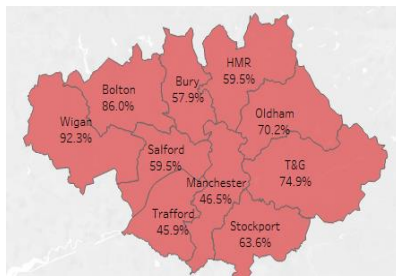 HMR
59.5%
Bury
57.9%
Bolton
86.0%
Oldham
70.2%
Wigan
92.3%
Salford
59.5%
T&G
74.9%
Manchester
46.5%
Trafford
45.9%
Stockport
63.6%